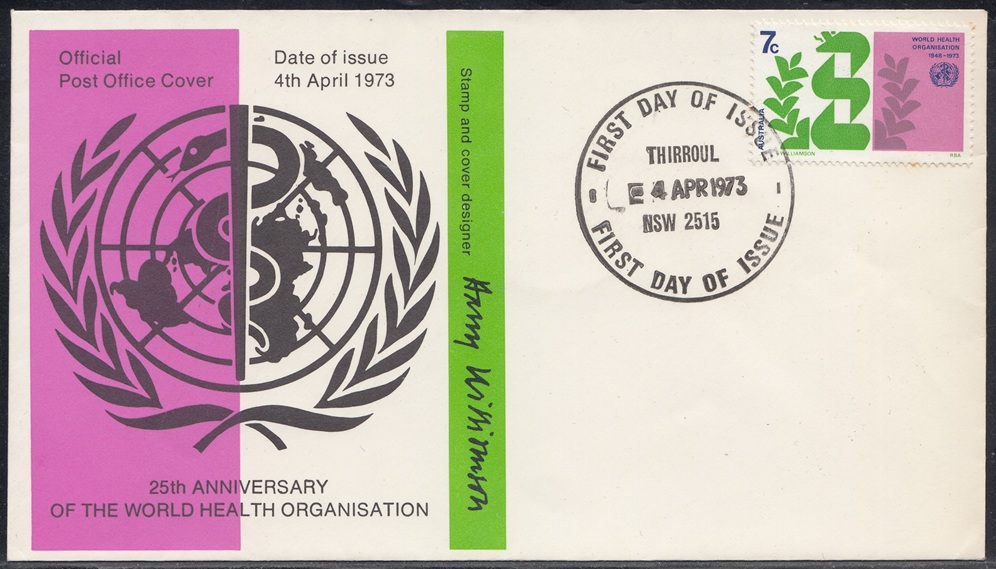 Official
Post Office Cover
Date of issue
4th April 1973
25th ANNIVERSARY
OF THE WORLD HEALTH ORGANISATION
Stamp and cover designer
Harry Williamson
FIRST DAY OF ISSUE
THIRROUL
E 4 APR 1973
NSW 2515
FIRST DAY OF ISSUE
7c
WORLD HEALTH
ORGANISATION
1948-1973
AUSTRALIA
WILLIAMSON
RBA